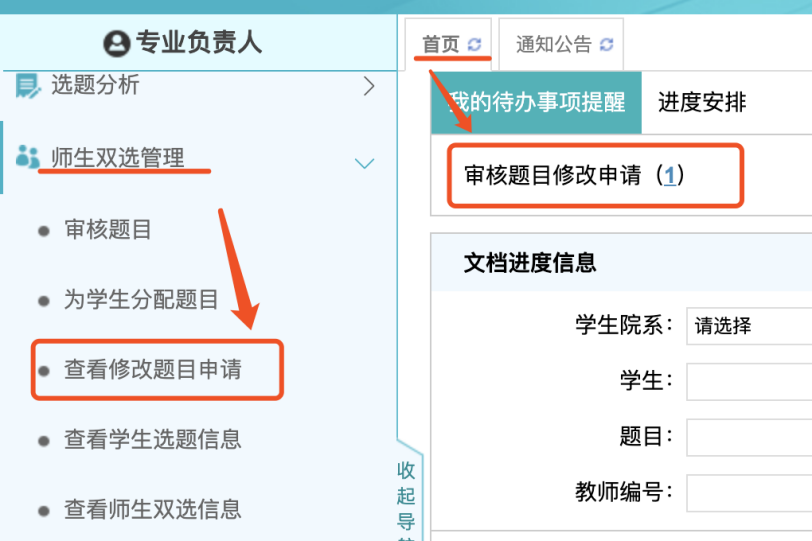 专业负责人
选题分析
师生双选管理
审核题目
为学生分配题目
查看修改题目申请
查看学生选题信息
查看师生双选信息
收
起
导
首页
通知公告
我的待办事项提醒
进度安排
审核题目修改申请（1）
文档进度信息
学生院系：
请选择
学生：
题目：
教师编号：